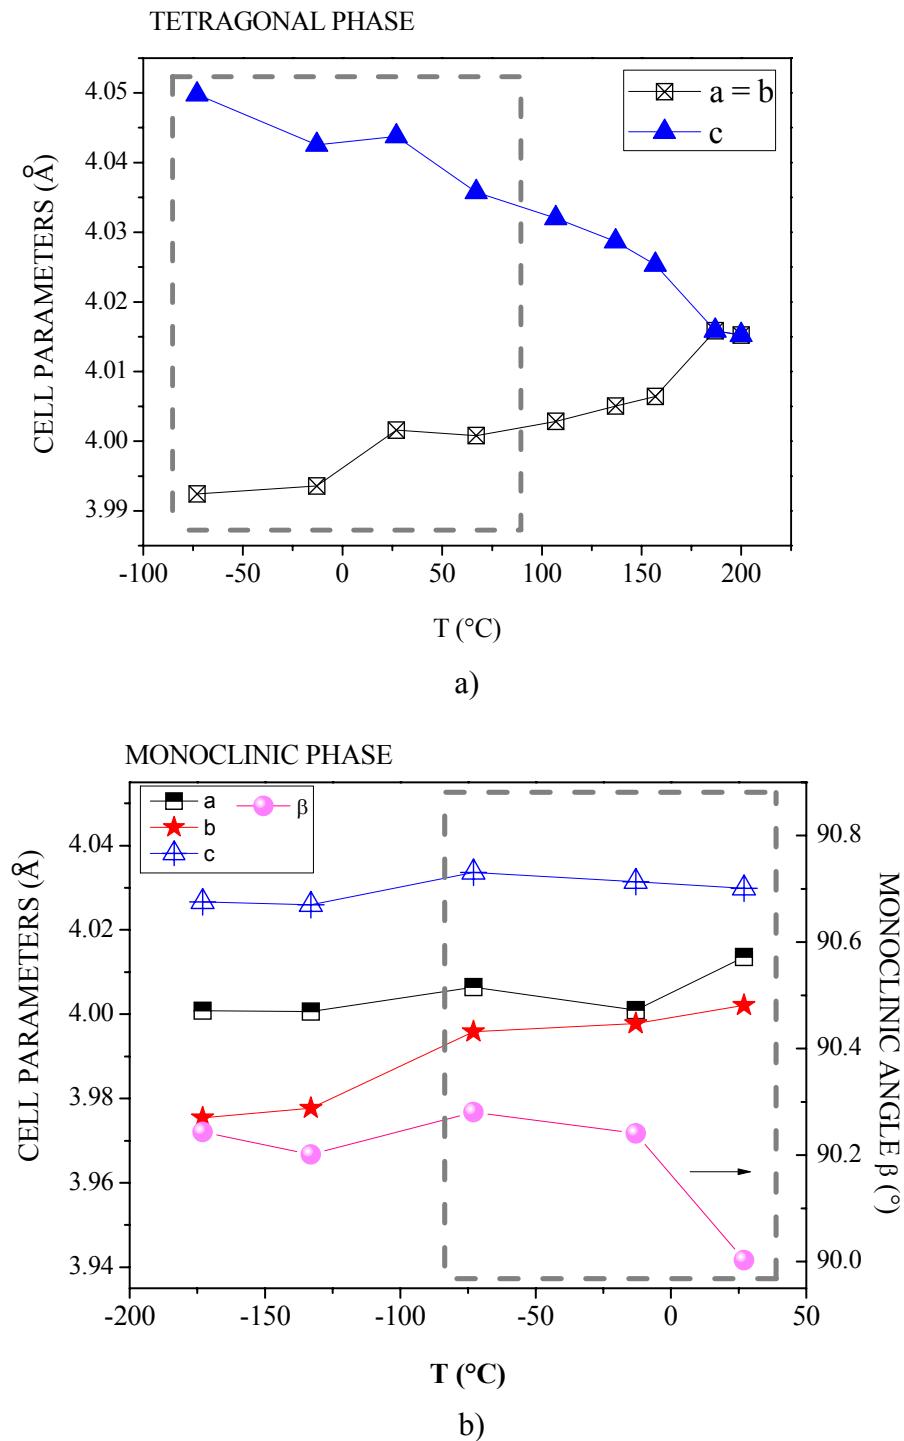 TETRAGONAL PHASE
4.05
4.04
4.03
4.02
4.01
4.00
3.99
CELL PARAMETERS (Å)
a = b
c
-100 -50 0 50 100 150 200
T (°C)
a)
MONOCLINIC PHASE
a β
b
c
4.04
4.02
4.00
3.98
3.96
3.94
CELL PARAMETERS (Å)
90.8
90.6
90.4
90.2
90.0
MONOCLINIC ANGLE β (°)
-200 -150 -100 -50 0 50
T (°C)
b)